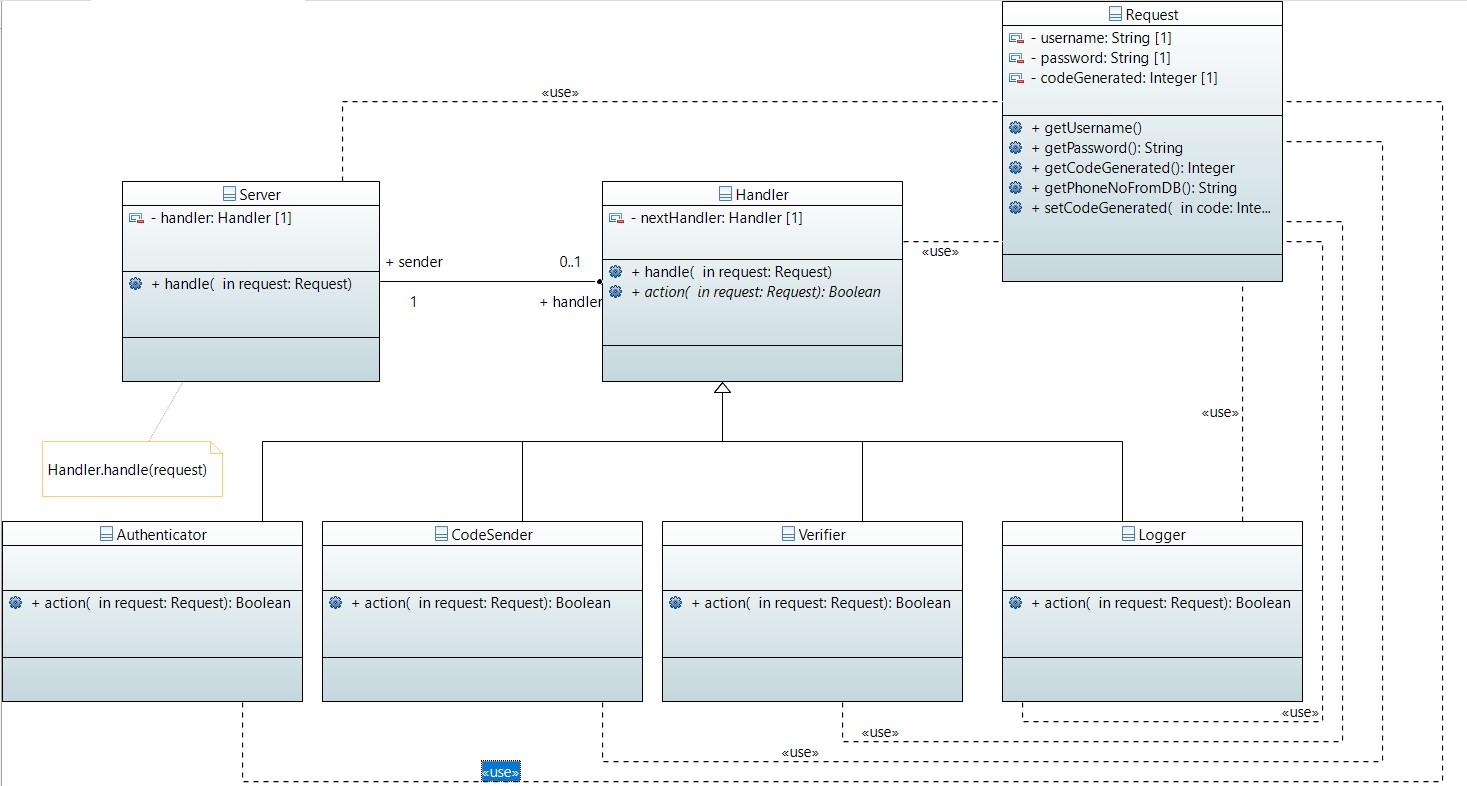 Request
- username: String [1]
- password: String [1]
- codeGenerated: Integer [1]
+ getUsername()
+ getPassword(): String
+ getCodeGenerated(): Integer
+ getPhoneNoFromDB(): String
+ setCodeGenerated( in code: Inte...
«use»
Server
- handler: Handler [1]
+ handle( in request: Request)
+ sender
1
0..1
+ handler
Handler
- nextHandler: Handler [1]
+ handle( in request: Request)
+ action( in request: Request): Boolean
«use»
«use»
Handler.handle(request)
Authenticator
+ action( in request: Request): Boolean
CodeSender
+ action( in request: Request): Boolean
Verifier
+ action( in request: Request): Boolean
Logger
+ action( in request: Request): Boolean
«use»
«use»
«use»
«use»